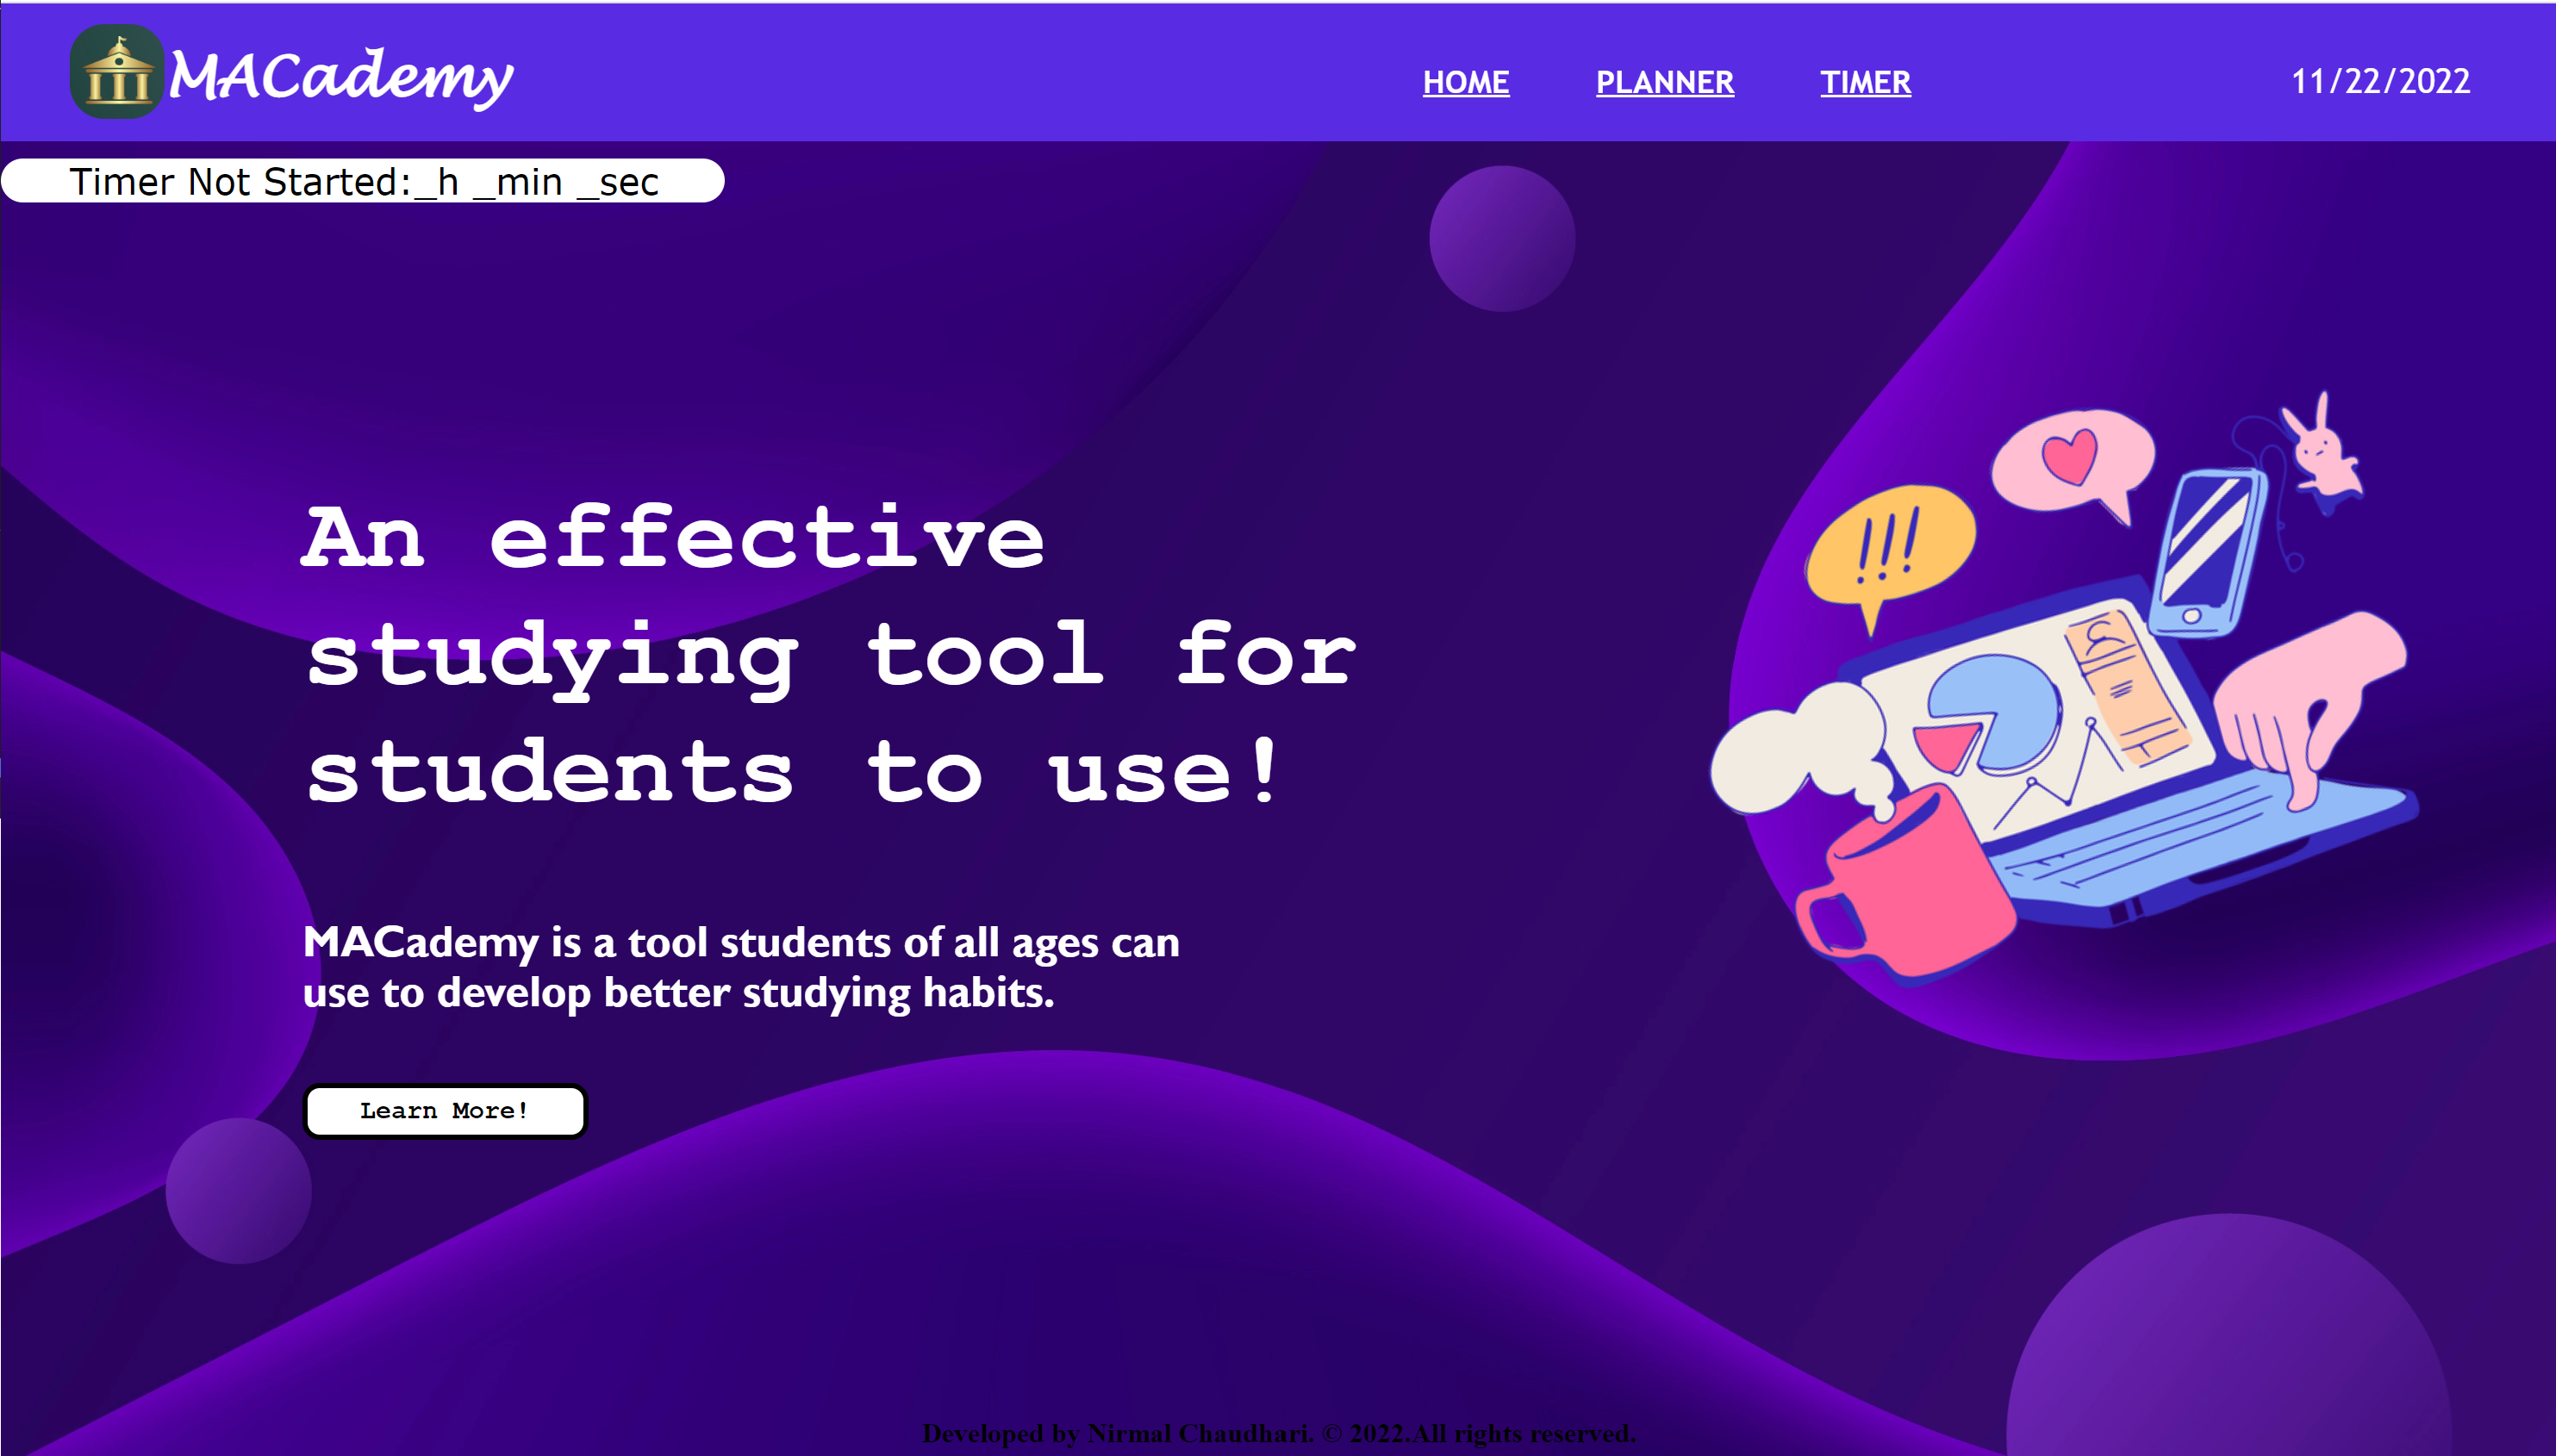 MACademy
HOME PLANNER TIMER
11/22/2022
Timer Not Started:_h _min _sec
An effective
studying tool for
students to use!
!!!
MACademy is a tool students of all ages can
use to develop better studying habits.
Learn More!
Developed by Nirmal Chaudhari. © 2022.All rights reserved.